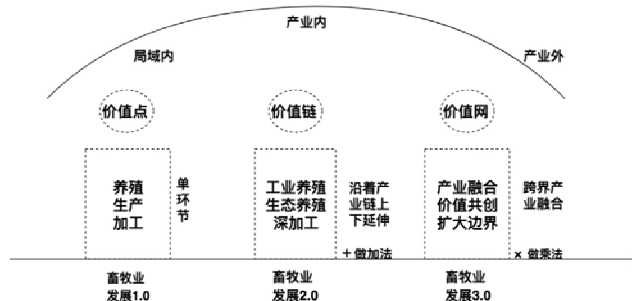 产业内
局域内
产业外
价值点
价值链
价值网
养殖
生产
加工
单
环
节
工业养殖
生态养殖
深加工
沿着产
业链上
下延伸
+做加法
产业融合
价值共创
扩大边界
跨界产
业融合
× 做乘法
畜牧业
发展1.0
畜牧业
发展2.0
畜牧业
发展3.0